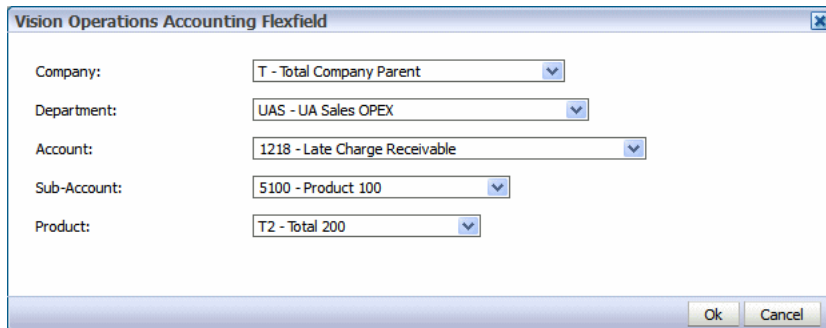 Vision Operations Accounting Flexfield
Company: T - Total Company Parent
Department: UAS - UA Sales OPEX
Account: 1218 - Late Charge Receivable
Sub-Account: 5100 - Product 100
Product: T2 - Total 200
Ok Cancel